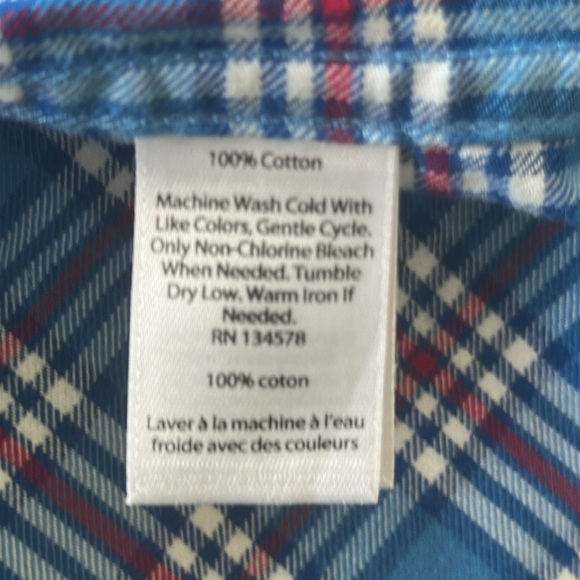 100% Cotton
Machine Wash Cold With
Like Colors, Gentle Cycle.
Only Non-Chlorine Bleach
When Needed. Tumble
Dry Low. Warm Iron If
Needed.
RN 134578
100% coton
Laver à la machine à l'eau
froide avec des couleurs